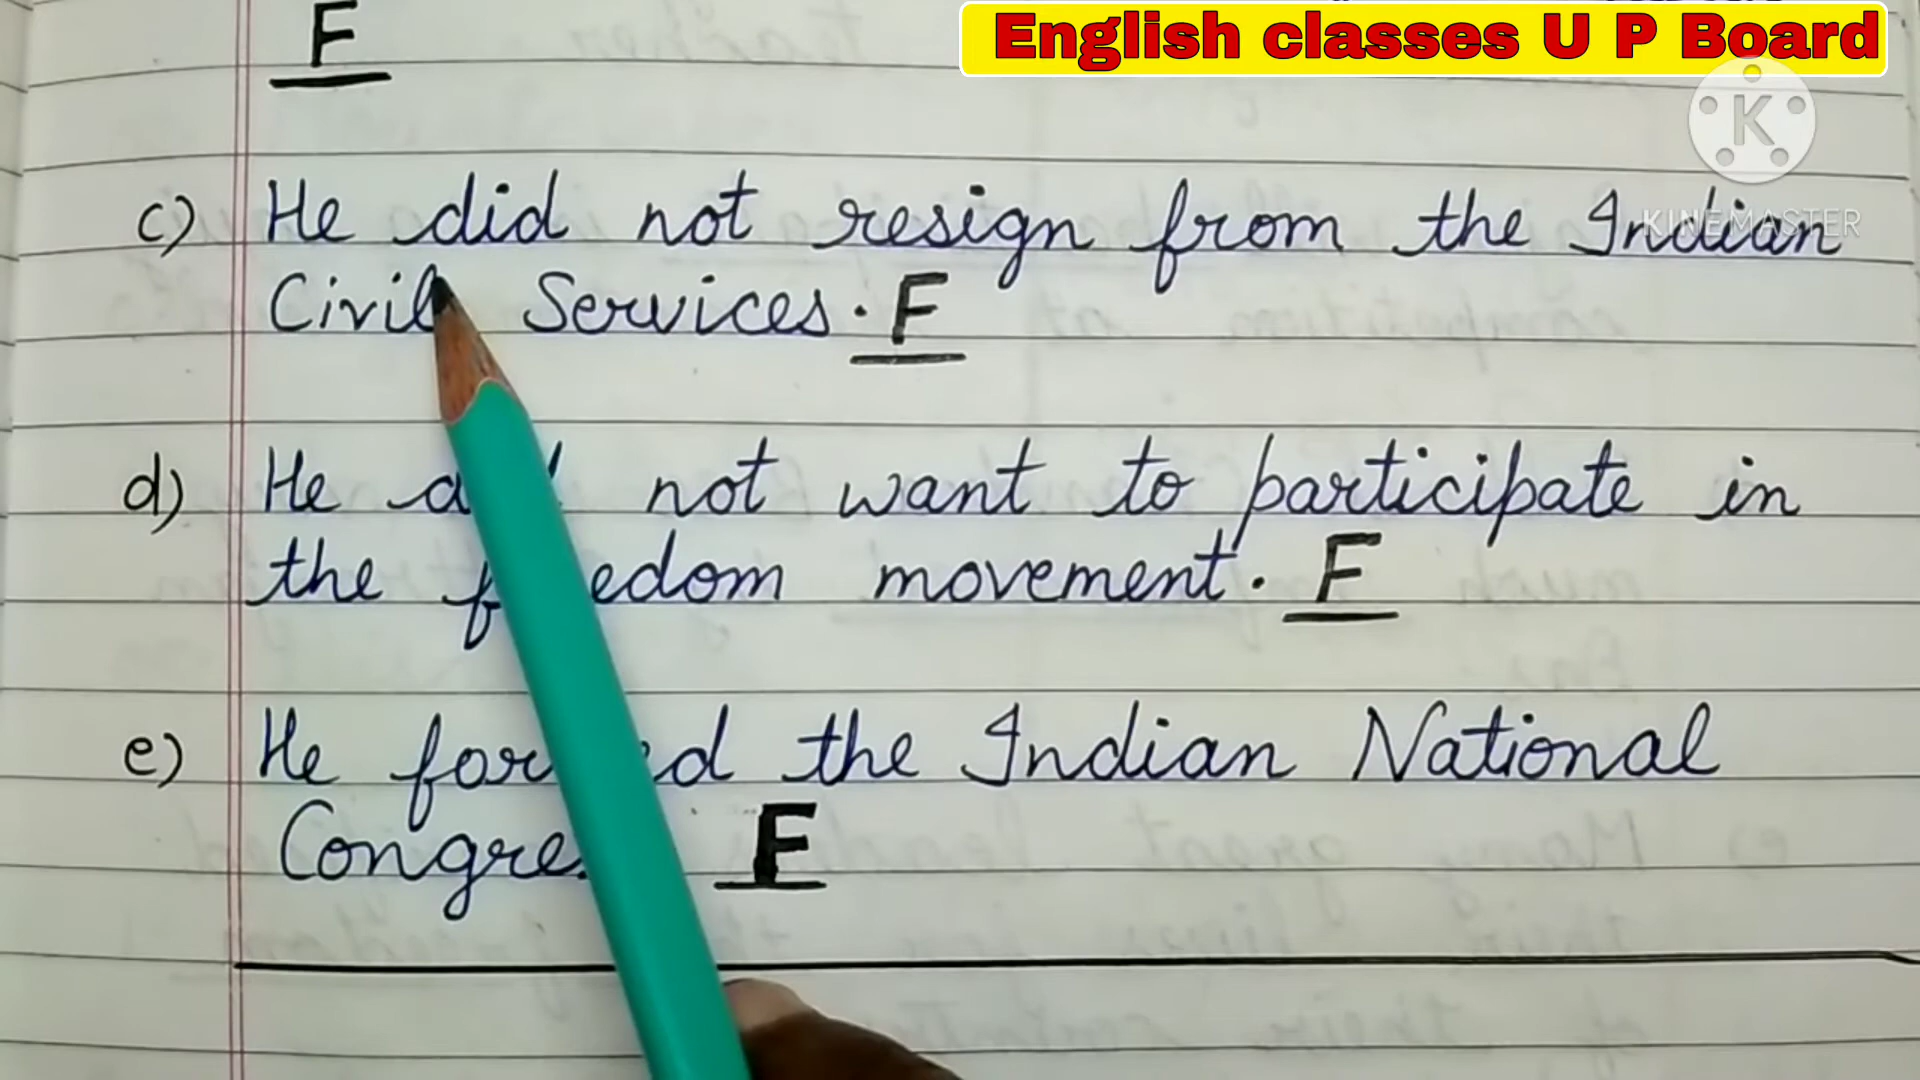 English classes U P Board
F
K
KINEMASTER
c) He did not resign from the Indian
Civil Services. F
d) He not want to participate in
the movement. F
e) He the Indian National
F